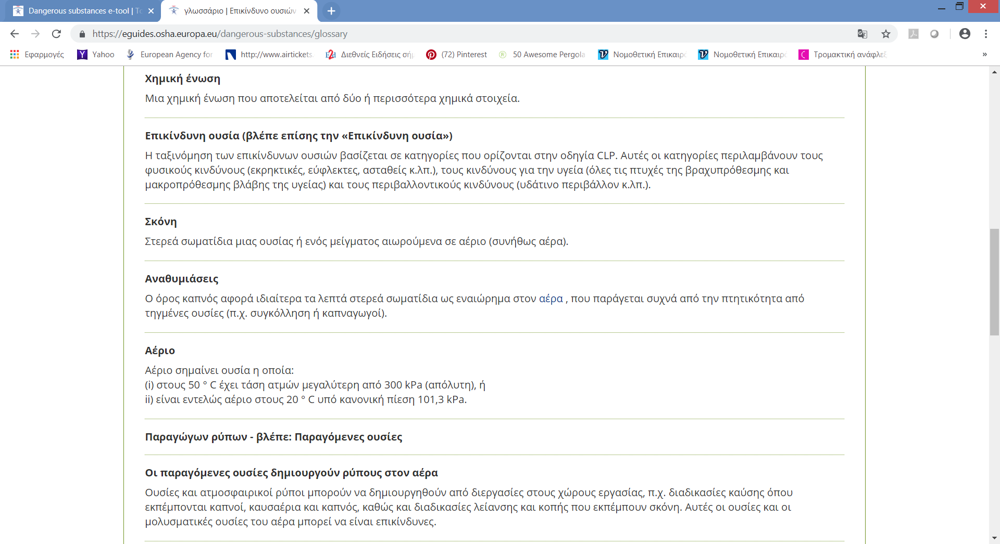 Dangerous substances e-tool | To
γλωσσάριο | Επικίνδυνο ουσιών
https://eguides.osha.europa.eu/dangerous-substances/glossary
Εφαρμογές
Yahoo
European Agency for
http://www.airtickets.
Διεθνείς Ειδήσεις σήμ
(72) Pinterest
50 Awesome Pergola
Νομοθετική Επικαιρό
Νομοθετική Επικαιρό
Τρομακτική ανάφλεξ
»
Χημική ένωση
Μια χημική ένωση που αποτελείται από δύο ή περισσότερα χημικά στοιχεία.
Επικίνδυνη ουσία (βλέπε επίσης την «Επικίνδυνη ουσία»)
Η ταξινόμηση των επικίνδυνων ουσιών βασίζεται σε κατηγορίες που ορίζονται στην οδηγία CLP. Αυτές οι κατηγορίες περιλαμβάνουν τους
φυσικούς κινδύνους (εκρηκτικές, εύφλεκτες, ασταθείς κ.λπ.), τους κινδύνους για την υγεία (όλες τις πτυχές της βραχυπρόθεσμης και
μακροπρόθεσμης βλάβης της υγείας) και τους περιβαλλοντικούς κινδύνους (υδάτινο περιβάλλον κ.λπ.).
Σκόνη
Στερεά σωματίδια μιας ουσίας ή ενός μείγματος αιωρούμενα σε αέριο (συνήθως αέρα).
Αναθυμιάσεις
Ο όρος καπνός αφορά ιδιαίτερα τα λεπτά στερεά σωματίδια ως εναιώρημα στον αέρα , που παράγεται συχνά από την πτητικότητα από
τηγμένες ουσίες (π.χ. συγκόλληση ή καπναγωγοί).
Αέριο
Αέριο σημαίνει ουσία η οποία:
(i) στους 50 ° C έχει τάση ατμών μεγαλύτερη από 300 kPa (απόλυτη), ή
ii) είναι εντελώς αέριο στους 20 ° C υπό κανονική πίεση 101,3 kPa.
Παραγώγων ρύπων - βλέπε: Παραγόμενες ουσίες
Οι παραγόμενες ουσίες δημιουργούν ρύπους στον αέρα
Ουσίες και ατμοσφαιρικοί ρύποι μπορούν να δημιουργηθούν από διεργασίες στους χώρους εργασίας, π.χ. διαδικασίες καύσης όπου
εκπέμπονται καπνοί, καυσαέρια και καπνός, καθώς και διαδικασίες λείανσης και κοπής που εκπέμπουν σκόνη. Αυτές οι ουσίες και οι
μολυσματικές ουσίες του αέρα μπορεί να είναι επικίνδυνες.